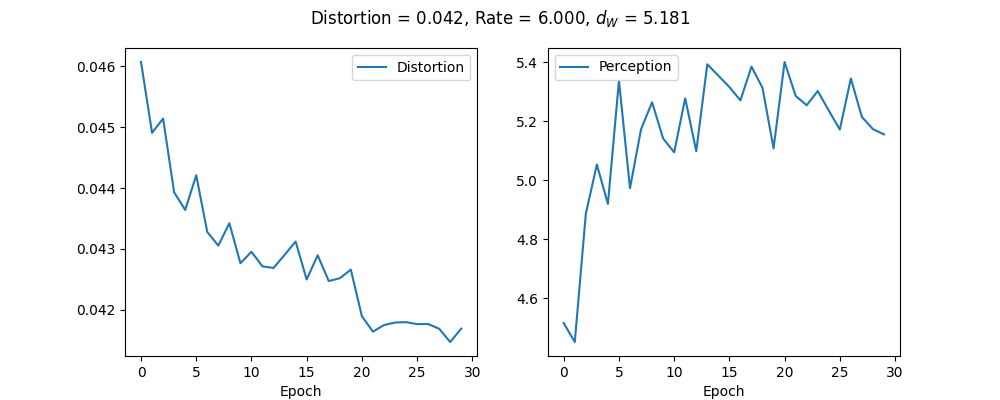 Distortion = 0.042, Rate = 6.000, d_W = 5.181
Distortion
0.046
0.045
0.044
0.043
0.042
0 5 10 15 20 25 30
Epoch
Perception
5.4
5.2
5.0
4.8
4.6
0 5 10 15 20 25 30
Epoch